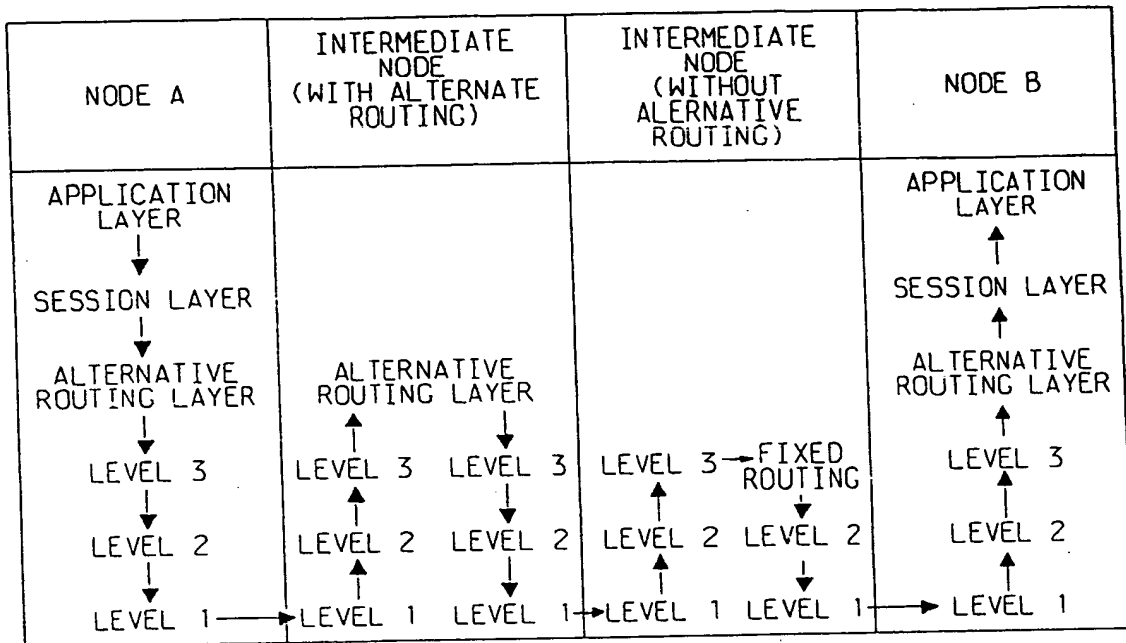 NODE A
INTERMEDIATE
NODE
(WITH ALTERNATE
ROUTING)
INTERMEDIATE
NODE
(WITHOUT
ALERNATIVE
ROUTING)
NODE B
APPLICATION
LAYER
SESSION LAYER
ALTERNATIVE
ROUTING LAYER
LEVEL 3
LEVEL 2
LEVEL 1
ALTERNATIVE
ROUTING LAYER
LEVEL 3 LEVEL 3
LEVEL 2 LEVEL 2
LEVEL 1 LEVEL 1
LEVEL 3 FIXED
ROUTING
LEVEL 2 LEVEL 2
LEVEL 1 LEVEL 1
APPLICATION
LAYER
SESSION LAYER
ALTERNATIVE
ROUTING LAYER
LEVEL 3
LEVEL 2
LEVEL 1